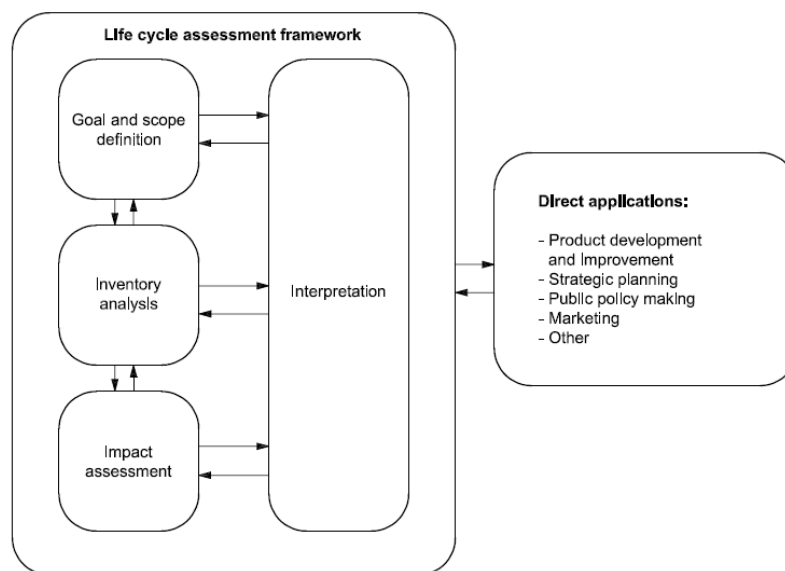 Life cycle assessment framework
Goal and scope
definition
Inventory
analysis
Impact
assessment
Interpretation
Direct applications:
- Product development
and Improvement
- Strategic planning
- Public policy making
- Marketing
- Other